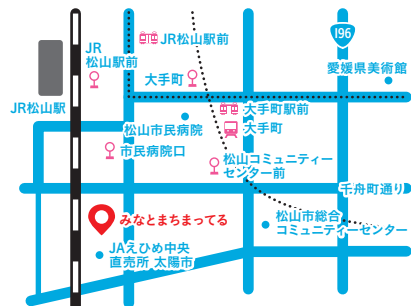 196
JR
松山駅前
JR松山駅前
大手町
愛媛県美術館
JR松山駅
大手町駅前
松山市民病院
大手町
市民病院口
松山コミュニティー
センター前
千舟町通り
みなとまちまってる
松山市総合
コミュニティーセンター
JAえひめ中央
直売所 太陽市